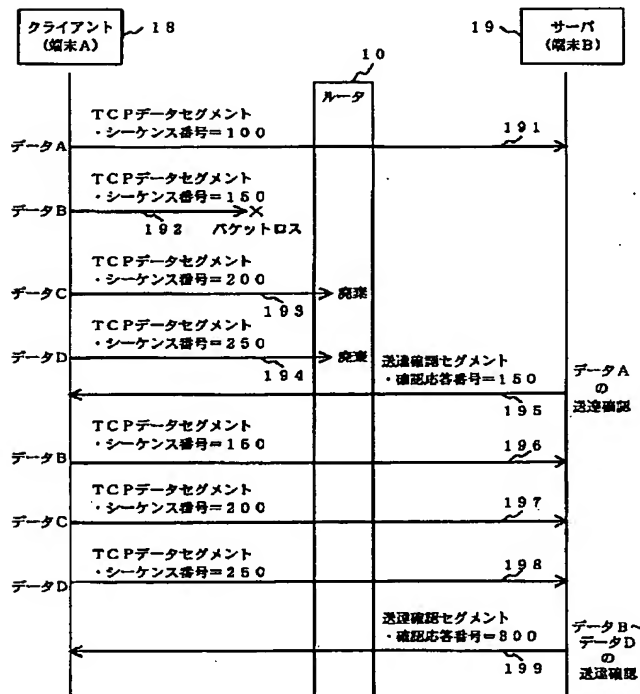 クライアント
(端末A)
18
19
サーバ
(端末B)
10
ルータ
TCPデータセグメント
・シーケンス番号=100
データA
191
TCPデータセグメント
・シーケンス番号=150
データB
192
パケットロス
TCPデータセグメント
・シーケンス番号=200
データC
193
廃棄
TCPデータセグメント
・シーケンス番号=250
データD
194
廃棄
送達確認セグメント
・確認応答番号=150
195
データA
の
送達確認
TCPデータセグメント
・シーケンス番号=150
データB
196
TCPデータセグメント
・シーケンス番号=200
データC
197
TCPデータセグメント
・シーケンス番号=250
データD
198
送達確認セグメント
・確認応答番号=300
199
データB〜
データD
の
送達確認